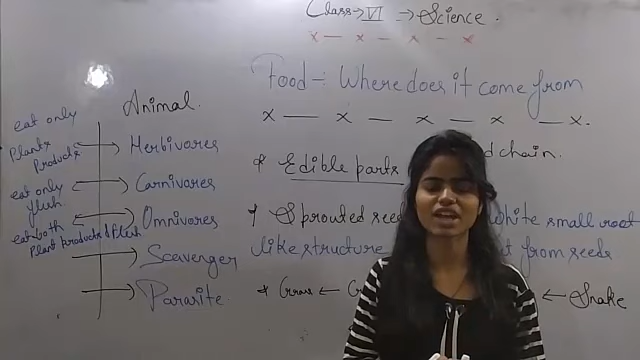 Class → VI → Science.
x — x — x — x
Food :- Where does it come from
x — x — x — x — x.
Animal.
eat only
Plants
Products
Herbivores
eat only
flesh.
Carnivores
eat both
Plant products & flesh
Omnivores
Scavenger
Parasite.
* Edible parts chain.
* Sprouted white small root
like structure from seeds
* Grass ← ← Snake